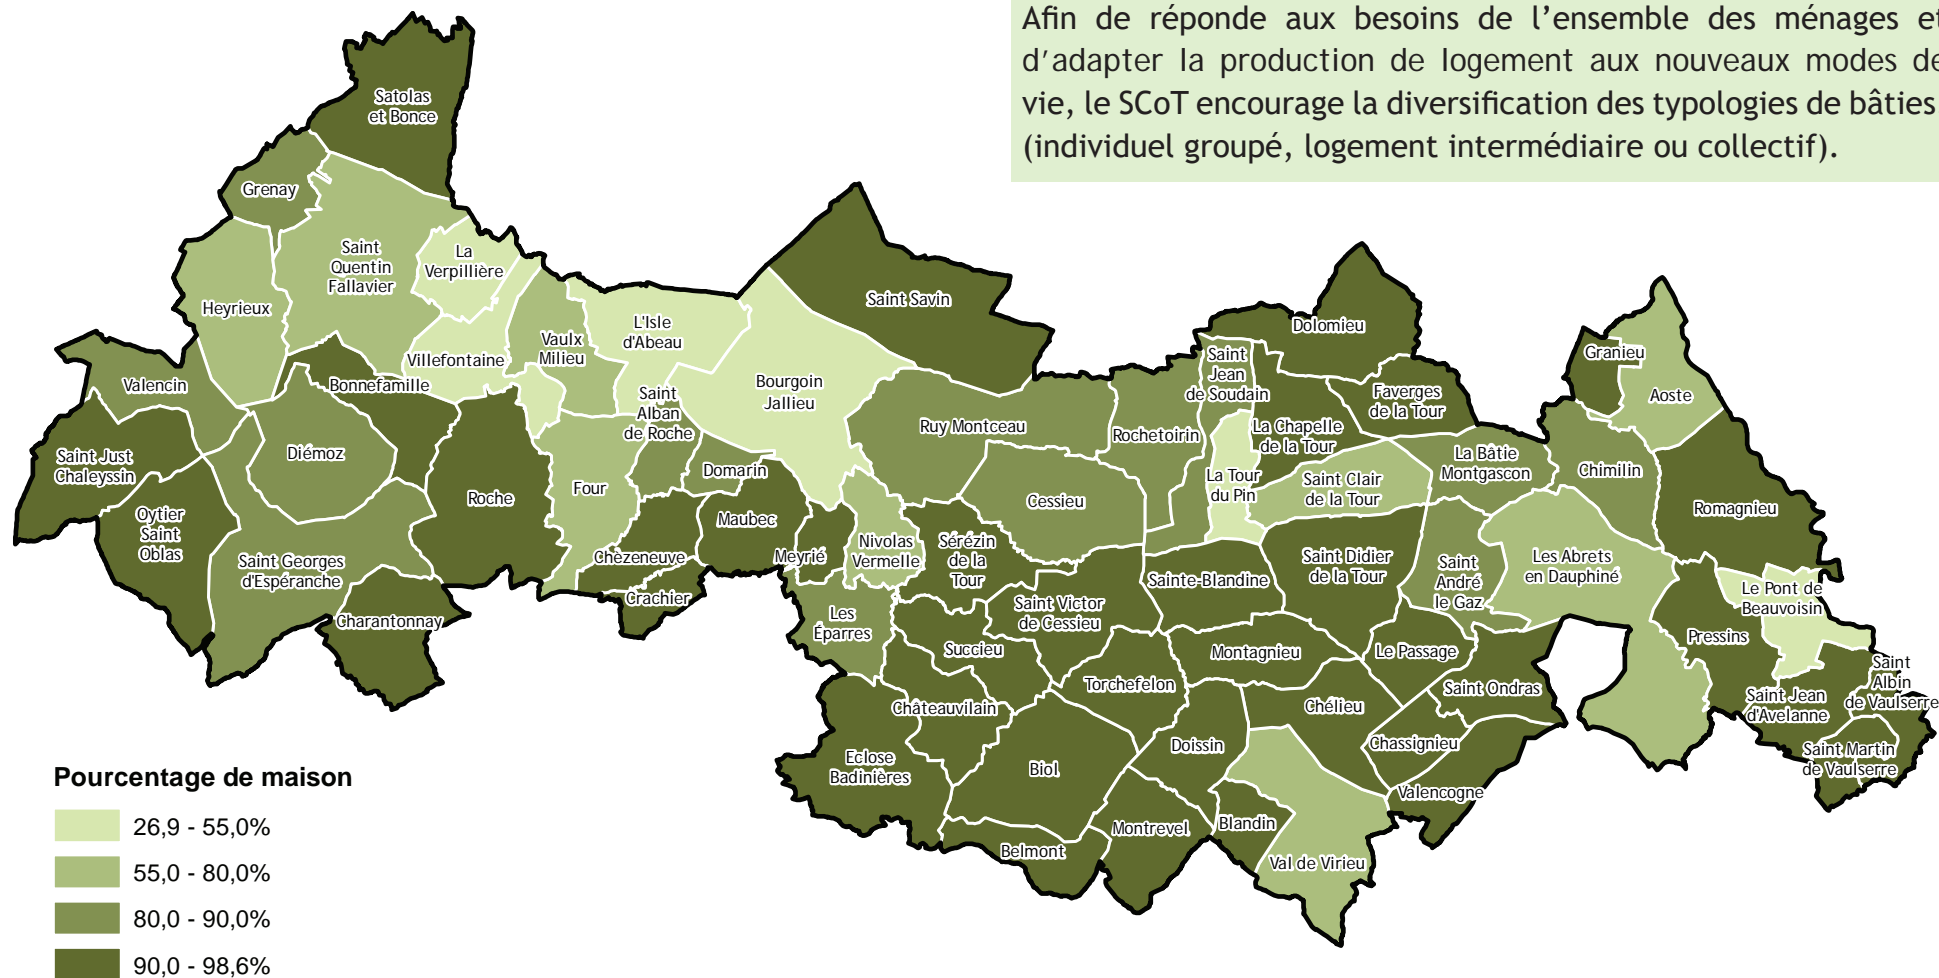 Afin de réponde aux besoins de l’ensemble des ménages et
d’adapter la production de logement aux nouveaux modes de
vie, le SCoT encourage la diversification des typologies de bâties
(individuel groupé, logement intermédiaire ou collectif).
Satolas
et Bonce
Grenay
Saint
Quentin
Fallavier
La
Verpillière
Heyrieux
Villefontaine
Vaulx
Milieu
L'Isle
d'Abeau
Saint Savin
Bourgoin
Jallieu
Dolomieu
Saint
Jean
de Soudain
Granieu
Aoste
Valencin
Bonnefamille
Saint
Alban
de Roche
Faverges
de la Tour
Ruy Montceau
Rochetoirin
La Chapelle
de la Tour
Saint Just
Chaleyssin
Diémoz
Domarin
La Bâtie
Montgascon
Chimilin
Roche
Four
Cessieu
La Tour
du Pin
Saint Clair
de la Tour
Romagnieu
Oytier
Saint
Oblas
Maubec
Meyrié
Nivolas
Vermelle
Sérézin
de la
Tour
Chèzeneuve
Saint Georges
d'Espéranche
Sainte-Blandine
Saint Didier
de la Tour
Saint
André
le Gaz
Les Abrets
en Dauphiné
Crachier
Le Pont de
Beauvoisin
Charantonnay
Les
Éparres
Saint Victor
de Cessieu
Pressins
Succieu
Montagnieu
Le Passage
Torchefelon
Saint Ondras
Saint
Albin
de Vaulserre
Châteauvilain
Chélieu
Saint Jean
d'Avelanne
Doissin
Chassignieu
Saint Martin
de Vaulserre
Eclose
Badinières
Biol
Valencogne
Montrevel
Blandin
Belmont
Val de Virieu
Pourcentage de maison
26,9 - 55,0%
55,0 - 80,0%
80,0 - 90,0%
90,0 - 98,6%